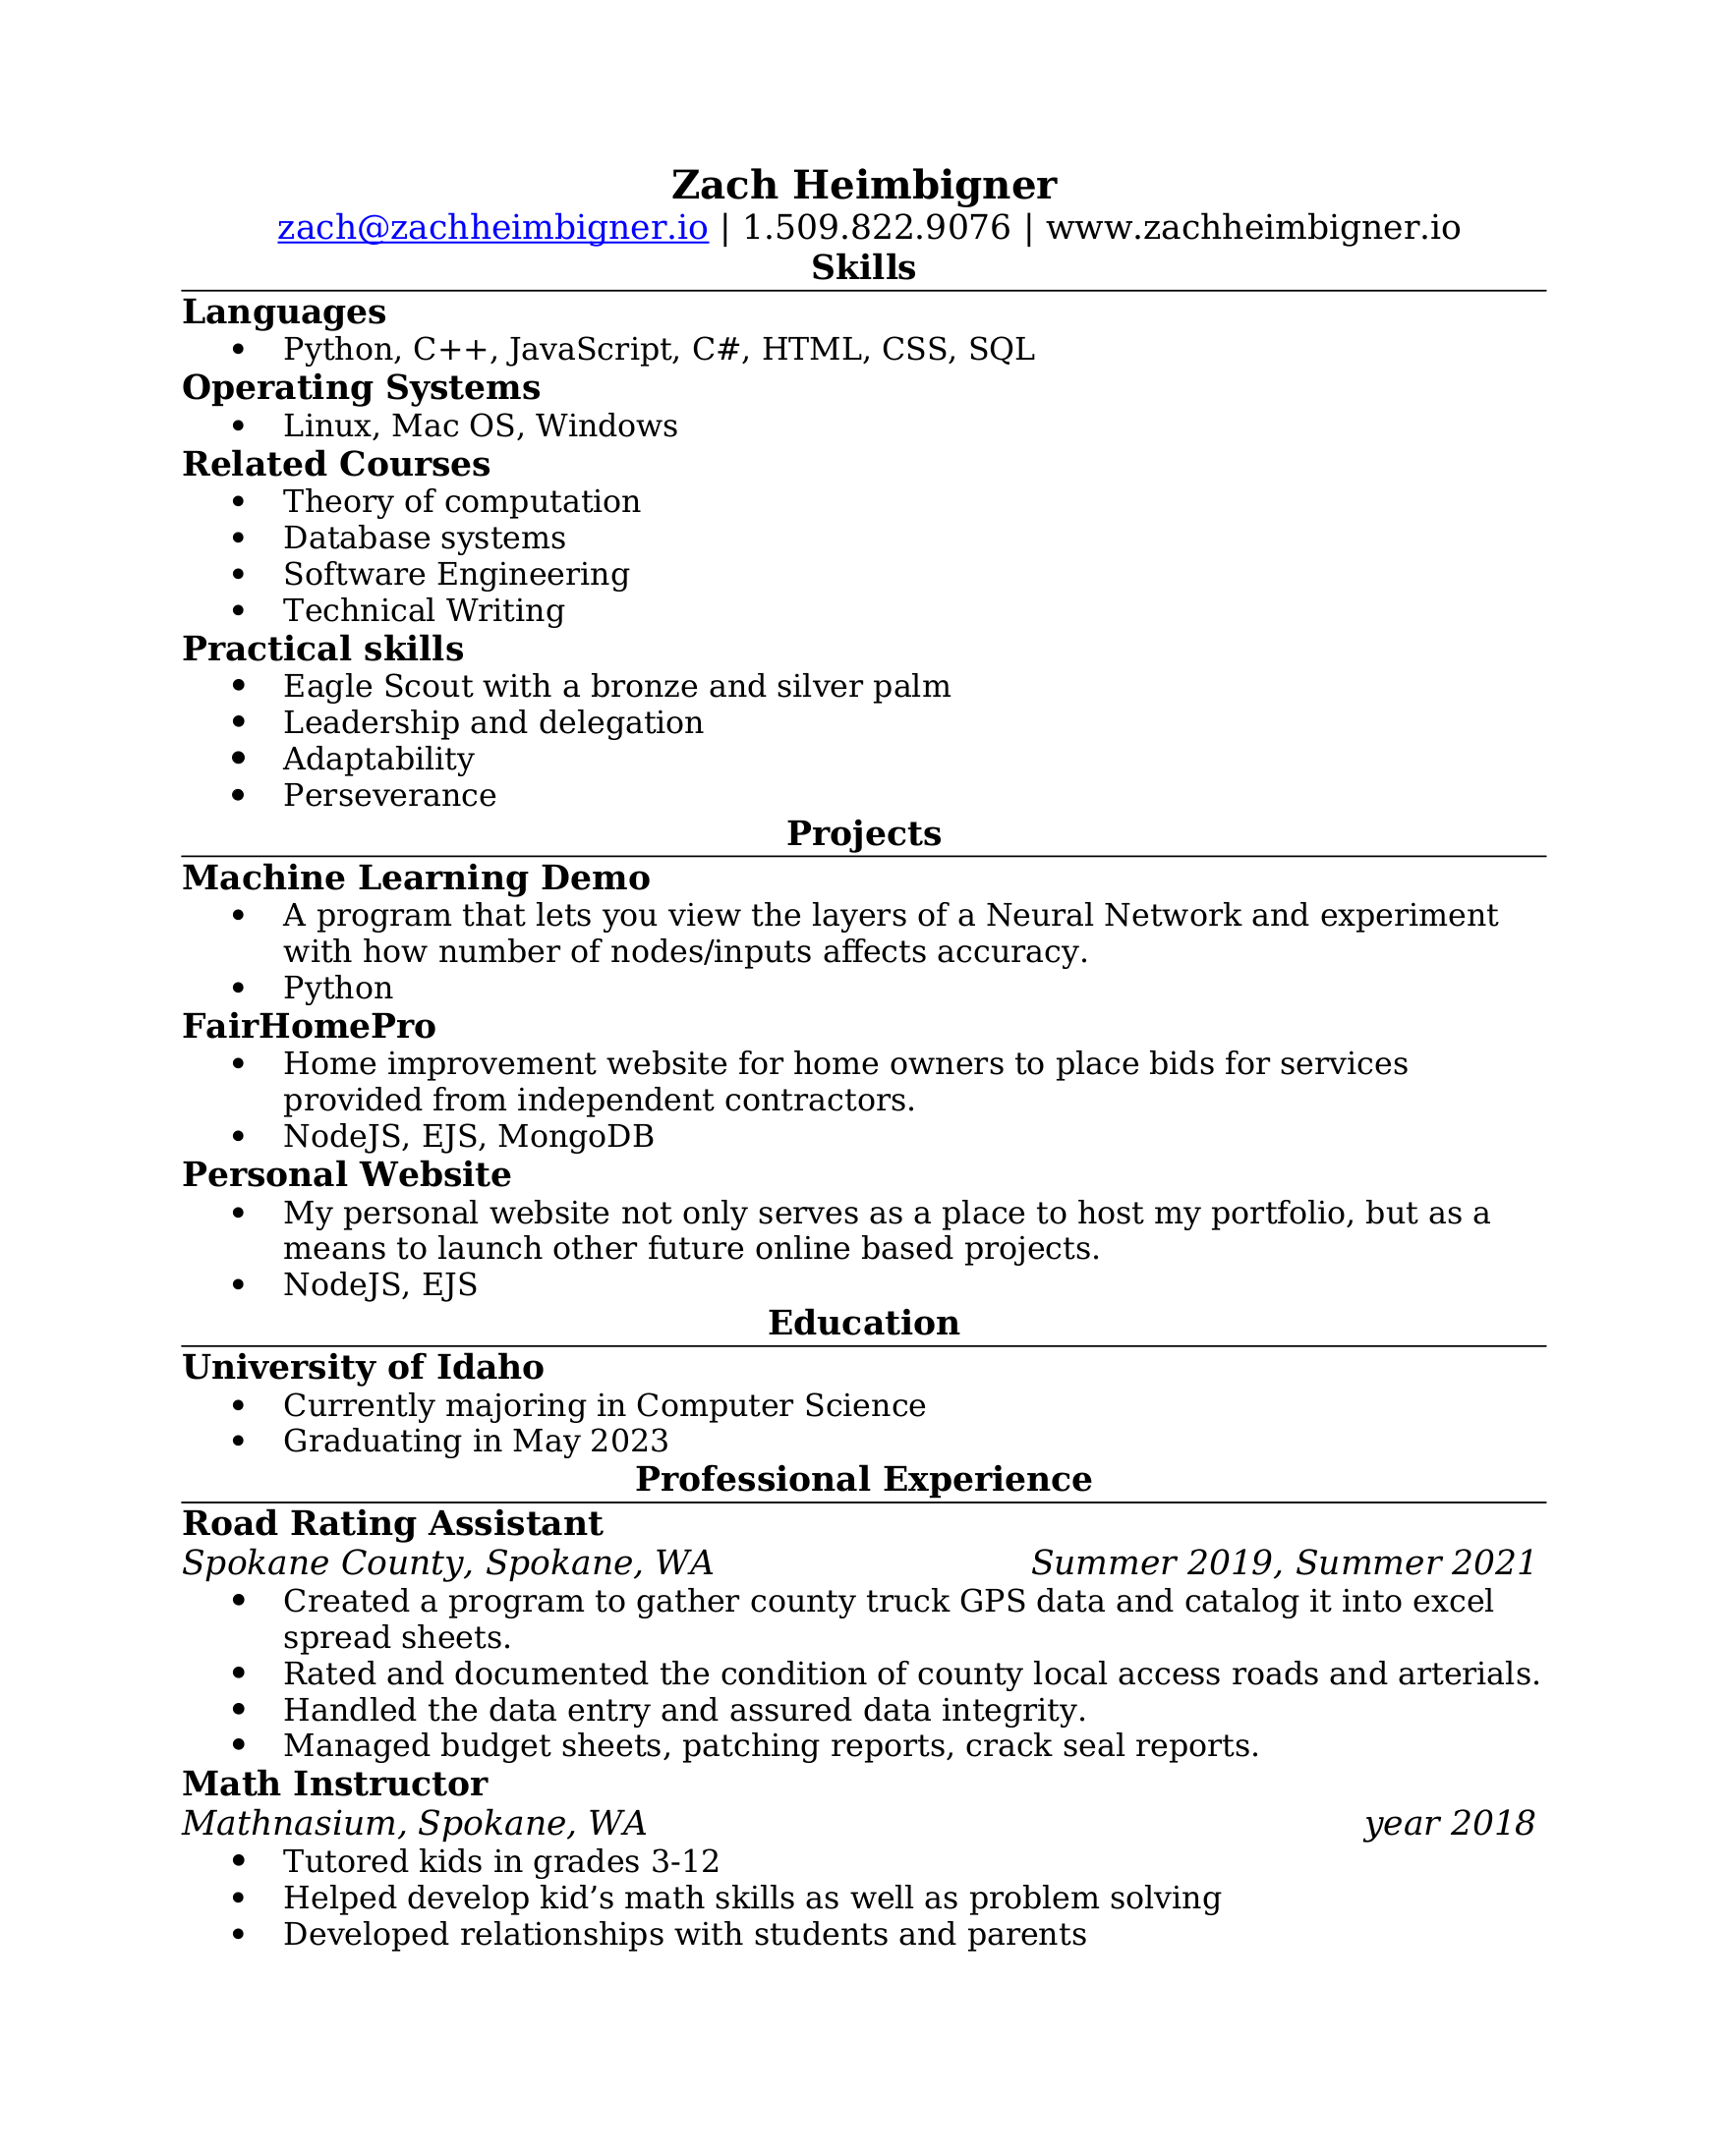 Zach Heimbigner
zach@zachheimbigner.io | 1.509.822.9076 | www.zachheimbigner.io
Skills
Languages
• Python, C++, JavaScript, C#, HTML, CSS, SQL
Operating Systems
• Linux, Mac OS, Windows
Related Courses
• Theory of computation
• Database systems
• Software Engineering
• Technical Writing
Practical skills
• Eagle Scout with a bronze and silver palm
• Leadership and delegation
• Adaptability
• Perseverance
Projects
Machine Learning Demo
• A program that lets you view the layers of a Neural Network and experiment
with how number of nodes/inputs affects accuracy.
• Python
FairHomePro
• Home improvement website for home owners to place bids for services
provided from independent contractors.
• NodeJS, EJS, MongoDB
Personal Website
• My personal website not only serves as a place to host my portfolio, but as a
means to launch other future online based projects.
• NodeJS, EJS
Education
University of Idaho
• Currently majoring in Computer Science
• Graduating in May 2023
Professional Experience
Road Rating Assistant
Spokane County, Spokane, WA Summer 2019, Summer 2021
• Created a program to gather county truck GPS data and catalog it into excel
spread sheets.
• Rated and documented the condition of county local access roads and arterials.
• Handled the data entry and assured data integrity.
• Managed budget sheets, patching reports, crack seal reports.
Math Instructor
Mathnasium, Spokane, WA year 2018
• Tutored kids in grades 3-12
• Helped develop kid’s math skills as well as problem solving
• Developed relationships with students and parents